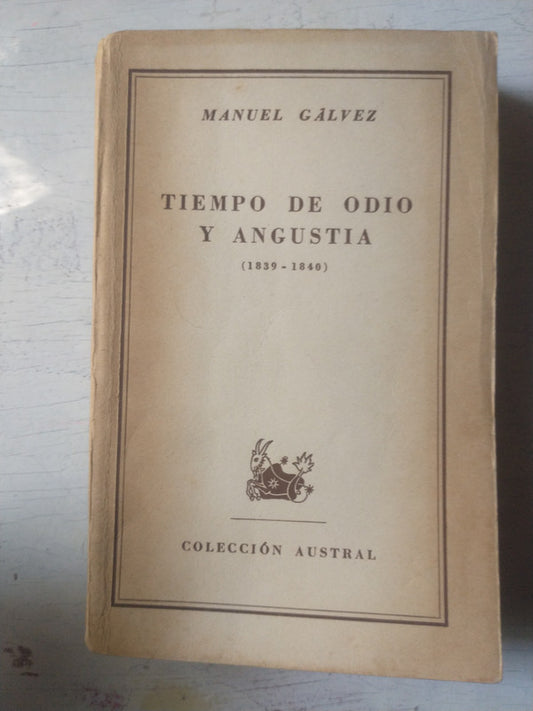 MANUEL GÁLVEZ
TIEMPO DE ODIO
Y ANGUSTIA
(1839-1840)
COLECCIÓN AUSTRAL